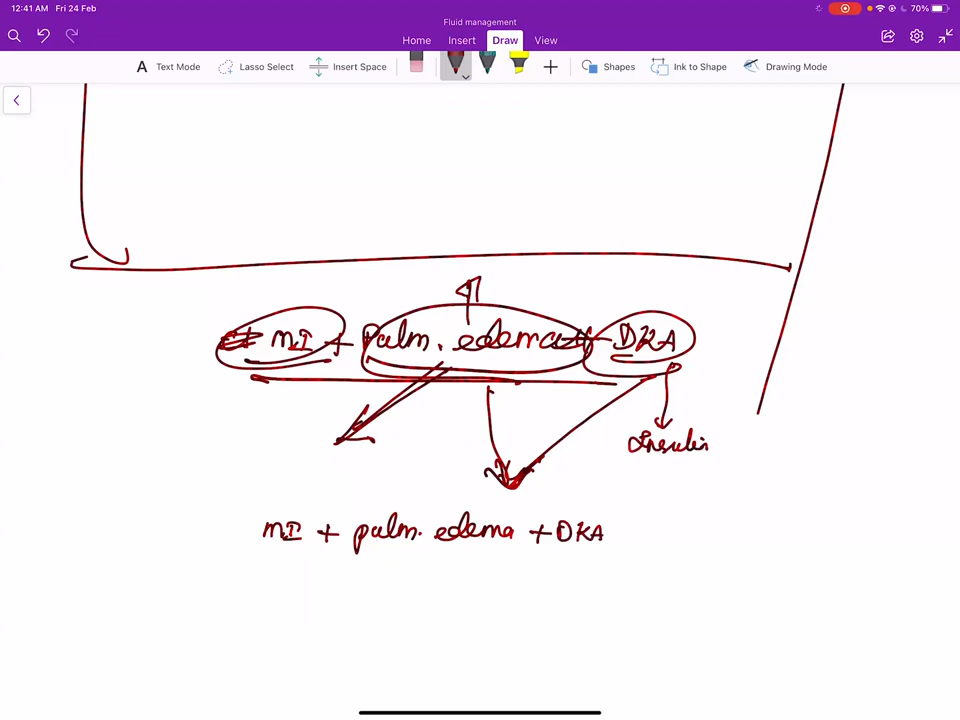 12:41 AM Fri 24 Feb
70%
Fluid management
Home Insert Draw View
A Text Mode Lasso Select Insert Space Shapes Ink to Shape Drawing Mode
MI + Pulm. edema + DKA
Insulin
MI + pulm. edema + DKA